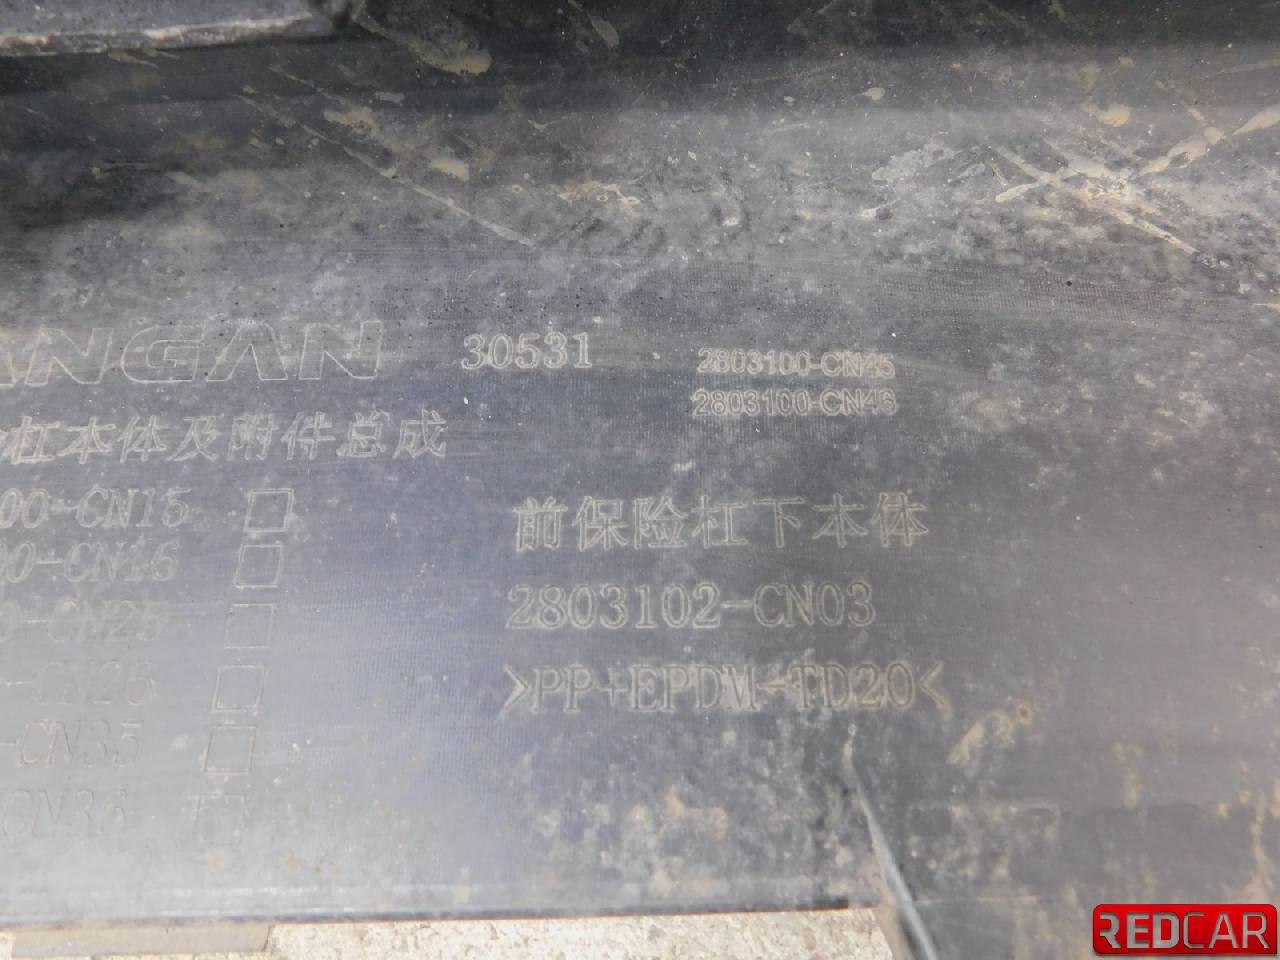 ANGAN
30531
2803100-CN45
2803100-CN46
杠本体及附件总成
00-CN15
00-CN16
0-CN25
-CN26
-CN35
CN36
前保险杠下本体
2803102-CN03
>PP+EPDM-TD20<
REDCAR